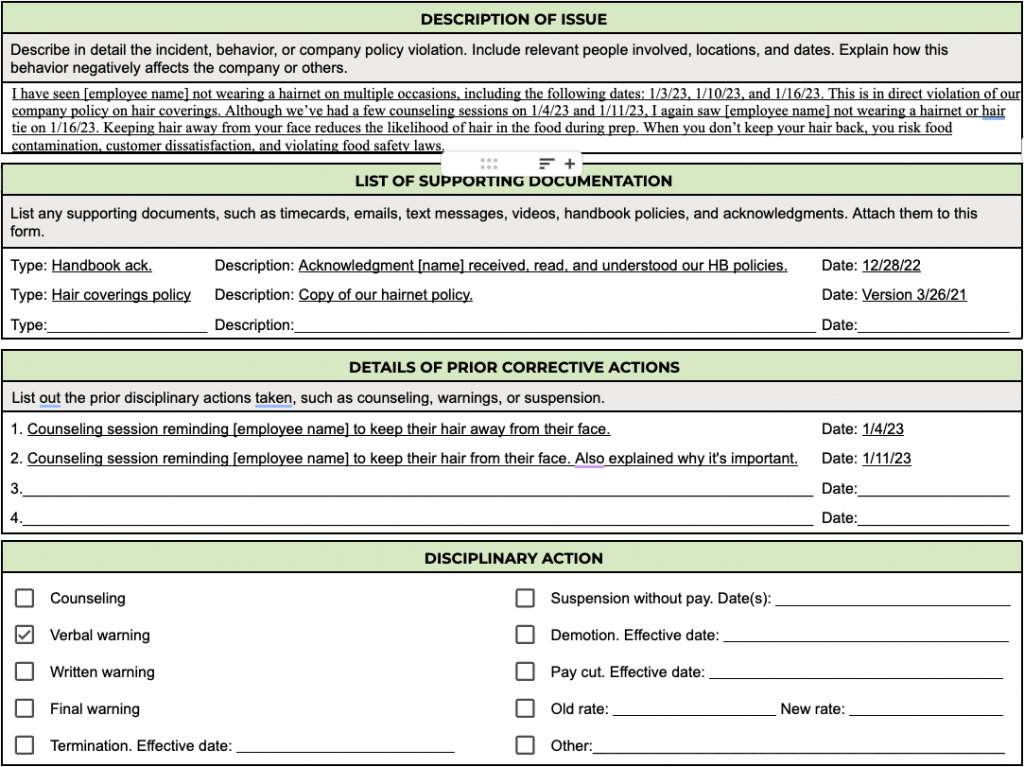 DESCRIPTION OF ISSUE
Describe in detail the incident, behavior, or company policy violation. Include relevant people involved, locations, and dates. Explain how this
behavior negatively affects the company or others.
I have seen [employee name] not wearing a hairnet on multiple occasions, including the following dates: 1/3/23, 1/10/23, and 1/16/23. This is in direct violation of our
company policy on hair coverings. Although we’ve had a few counseling sessions on 1/4/23 and 1/11/23, I again saw [employee name] not wearing a hairnet or hair
tie on 1/16/23. Keeping hair away from your face reduces the likelihood of hair in the food during prep. When you don’t keep your hair back, you risk food
contamination, customer dissatisfaction, and violating food safety laws.
LIST OF SUPPORTING DOCUMENTATION
List any supporting documents, such as timecards, emails, text messages, videos, handbook policies, and acknowledgments. Attach them to this
form.
Type: Handbook ack. Description: Acknowledgment [name] received, read, and understood our HB policies. Date: 12/28/22
Type: Hair coverings policy Description: Copy of our hairnet policy. Date: Version 3/26/21
Type: Description: Date:
DETAILS OF PRIOR CORRECTIVE ACTIONS
List out the prior disciplinary actions taken, such as counseling, warnings, or suspension.
1. Counseling session reminding [employee name] to keep their hair away from their face. Date: 1/4/23
2. Counseling session reminding [employee name] to keep their hair from their face. Also explained why it's important. Date: 1/11/23
3. Date:
4. Date:
DISCIPLINARY ACTION
Counseling Suspension without pay. Date(s):
Verbal warning Demotion. Effective date:
Written warning Pay cut. Effective date:
Final warning Old rate: New rate:
Termination. Effective date: Other: